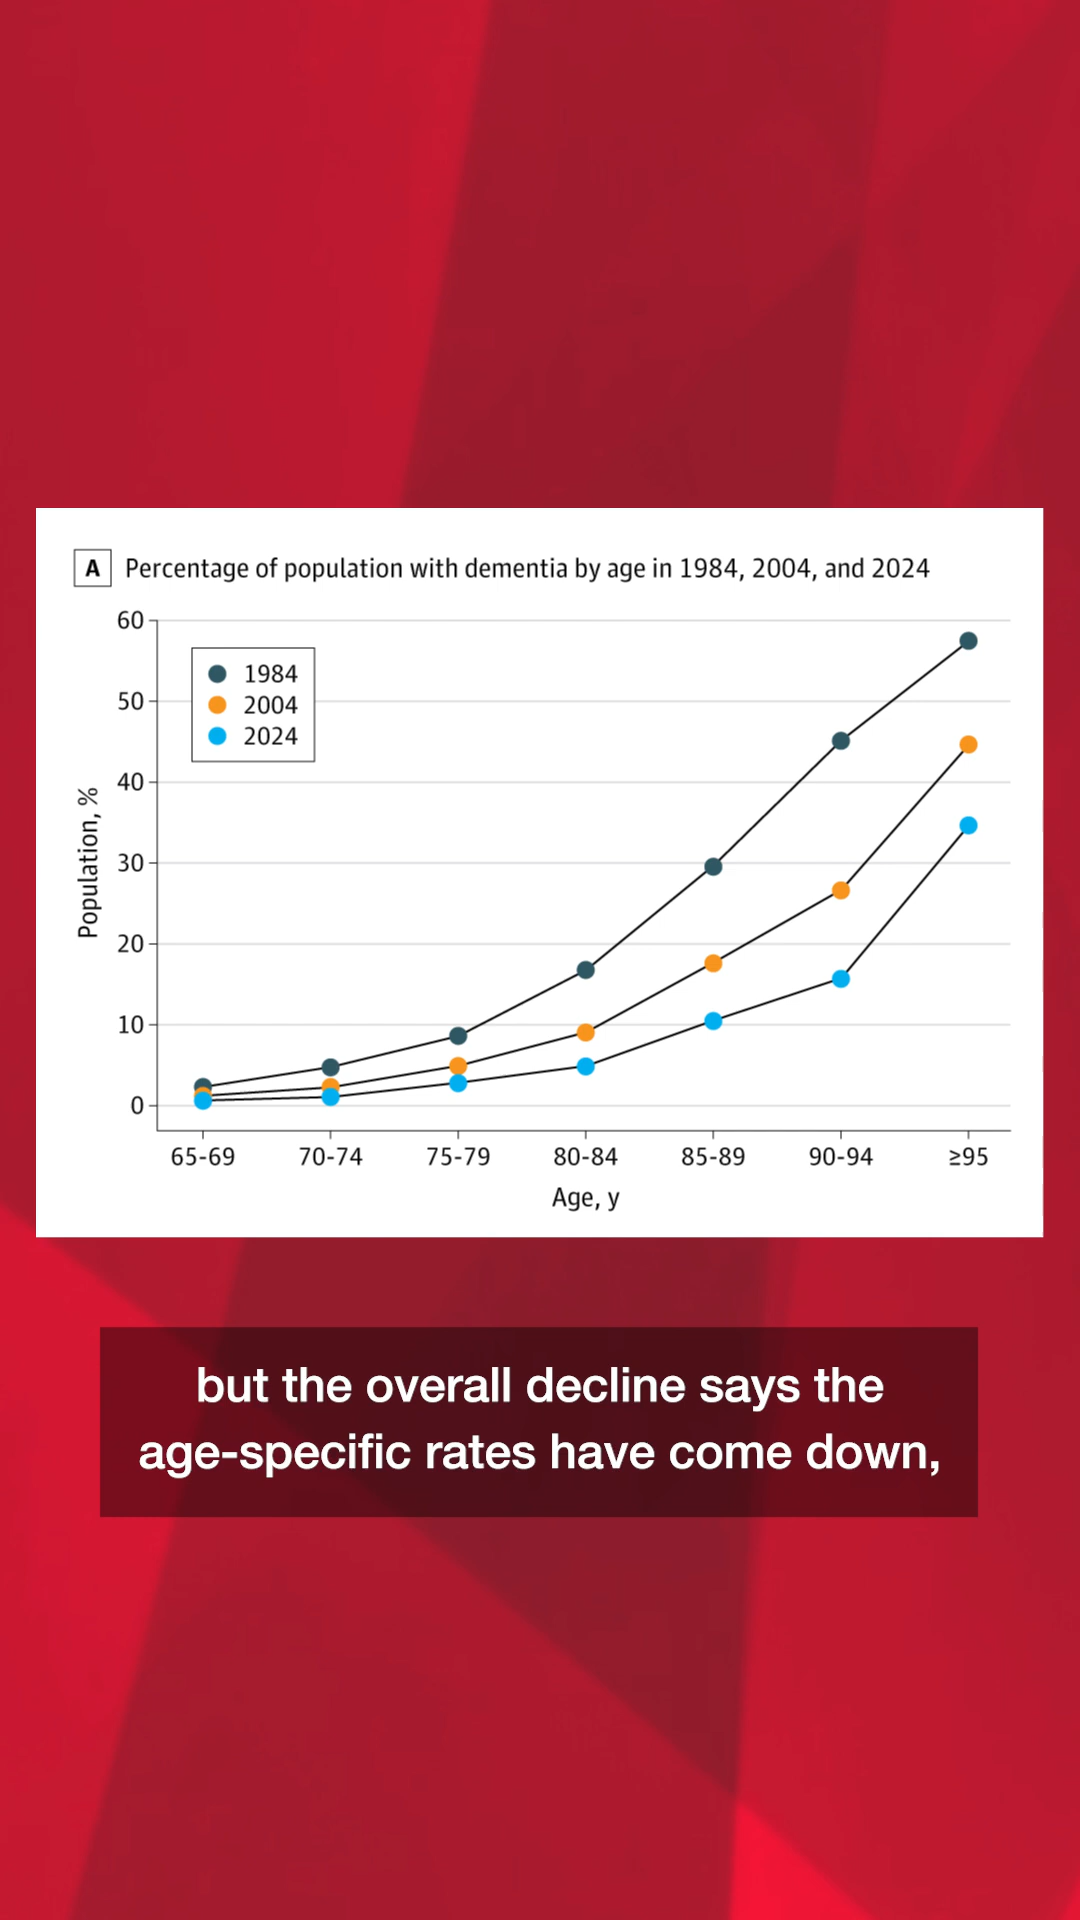 A Percentage of population with dementia by age in 1984, 2004, and 2024
60
50
40
30
20
10
0
1984
2004
2024
Population, %
65-69 70-74 75-79 80-84 85-89 90-94 ≥95
Age, y
but the overall decline says the
age-specific rates have come down,